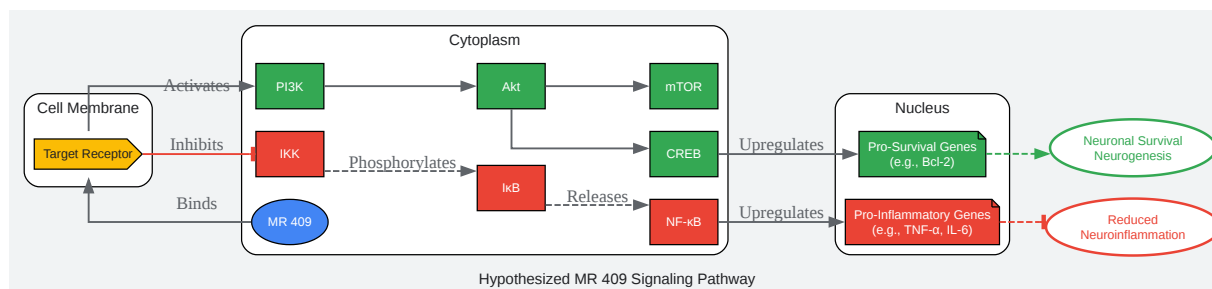 Cytoplasm
Activates
PI3K
Akt
mTOR
Cell Membrane
Nucleus
Target Receptor
Inhibits
IKK
Phosphorylates
IκB
CREB
Upregulates
Pro-Survival Genes
(e.g., Bcl-2)
Neuronal Survival
Neurogenesis
Binds
MR 409
Releases
NF-κB
Upregulates
Pro-Inflammatory Genes
(e.g., TNF-α, IL-6)
Reduced
Neuroinflammation
Hypothesized MR 409 Signaling Pathway